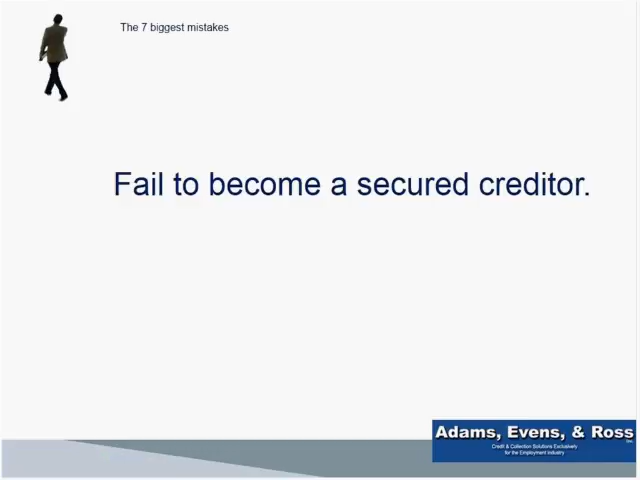 The 7 biggest mistakes
Fail to become a secured creditor.
Adams, Evens, & Ross
Credit & Collection Solutions Exclusively
for the Employment Industry